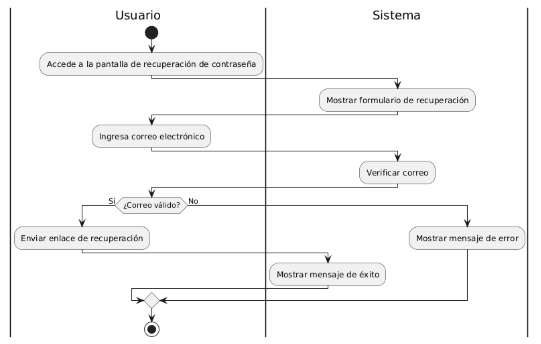 Usuario
Sistema
Accede a la pantalla de recuperación de contraseña
Mostrar formulario de recuperación
Ingresa correo electrónico
Verificar correo
Si
¿Correo válido?
No
Enviar enlace de recuperación
Mostrar mensaje de error
Mostrar mensaje de éxito